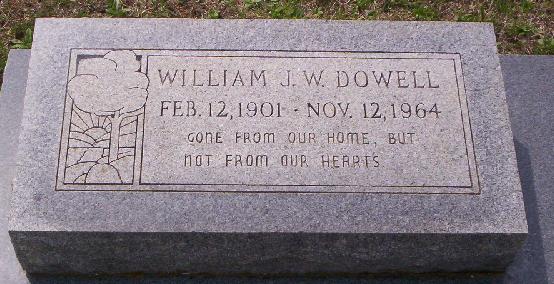 WILLIAM J.W. DOWELL
FEB. 12, 1901 - NOV. 12, 1964
GONE FROM OUR HOME, BUT
NOT FROM OUR HEARTS